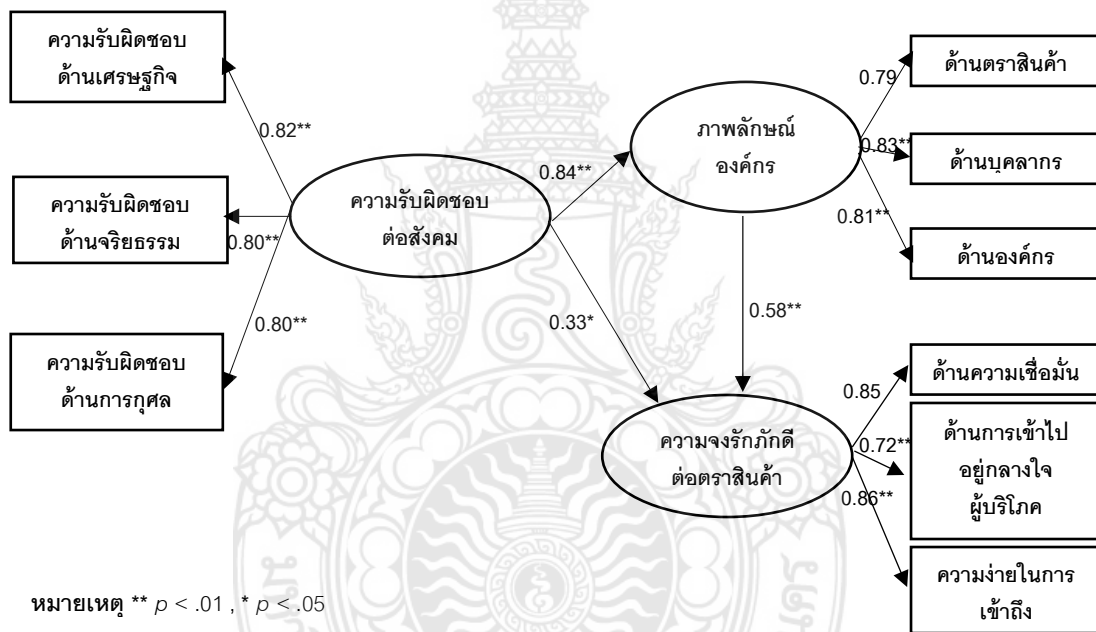 ความรับผิดชอบ
ด้านเศรษฐกิจ
0.82**
ความรับผิดชอบ
ด้านจริยธรรม
0.80**
ความรับผิดชอบ
ด้านการกุศล
0.80**
ความรับผิดชอบ
ต่อสังคม
0.84**
0.33*
ภาพลักษณ์
องค์กร
0.58**
0.79
ด้านตราสินค้า
0.83**
ด้านบุคลากร
0.81**
ด้านองค์กร
ความจงรักภักดี
ต่อตราสินค้า
0.85
ด้านความเชื่อมั่น
0.72**
ด้านการเข้าไป
อยู่กลางใจ
ผู้บริโภค
0.86**
ความง่ายในการ
เข้าถึง
หมายเหตุ ** p < .01 , * p < .05